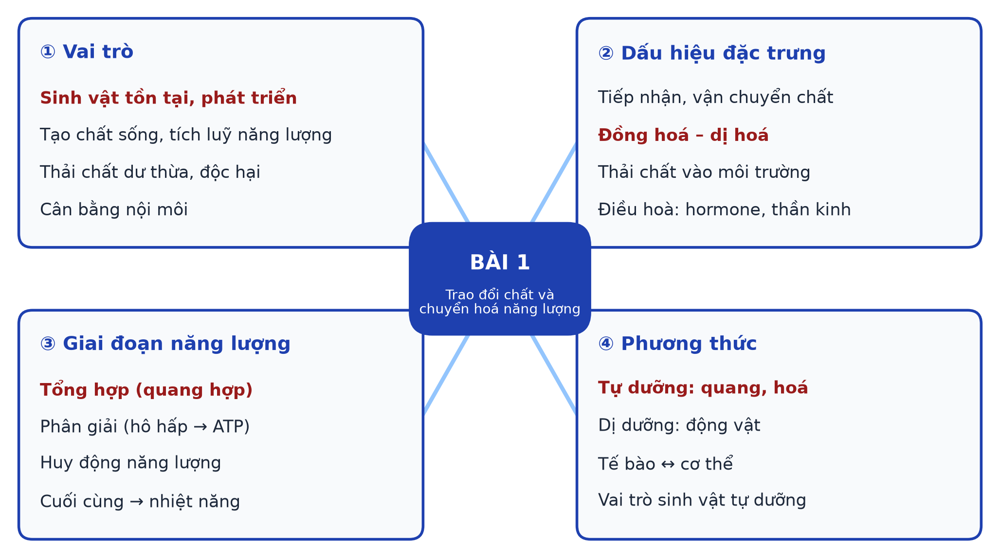 ① Vai trò
Sinh vật tồn tại, phát triển
Tạo chất sống, tích luỹ năng lượng
Thải chất dư thừa, độc hại
Cân bằng nội môi
② Dấu hiệu đặc trưng
Tiếp nhận, vận chuyển chất
Đồng hoá – dị hoá
Thải chất vào môi trường
Điều hoà: hormone, thần kinh
BÀI 1
Trao đổi chất và
chuyển hoá năng lượng
③ Giai đoạn năng lượng
Tổng hợp (quang hợp)
Phân giải (hô hấp → ATP)
Huy động năng lượng
Cuối cùng → nhiệt năng
④ Phương thức
Tự dưỡng: quang, hoá
Dị dưỡng: động vật
Tế bào ↔ cơ thể
Vai trò sinh vật tự dưỡng